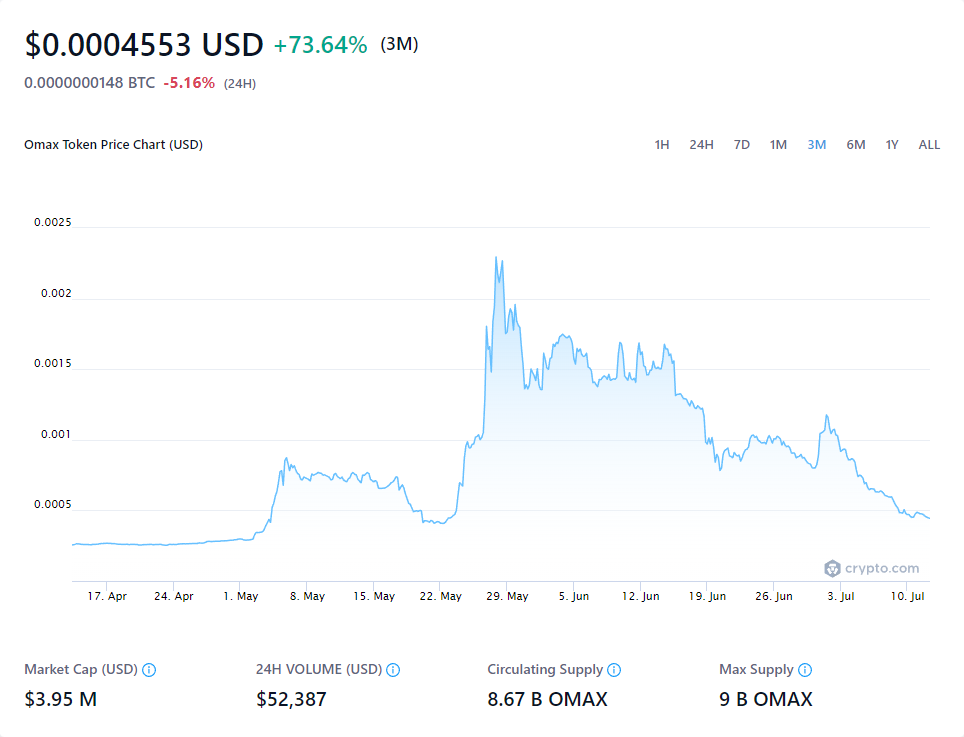 $0.0004553 USD +73.64% (3M)
0.0000000148 BTC -5.16% (24H)
Omax Token Price Chart (USD) 1H 24H 7D 1M 3M 6M 1Y ALL
0.0025
0.002
0.0015
0.001
0.0005
crypto.com
17. Apr 24. Apr 1. May 8. May 15. May 22. May 29. May 5. Jun 12. Jun 19. Jun 26. Jun 3. Jul 10. Jul
Market Cap (USD) 24H VOLUME (USD) Circulating Supply Max Supply
$3.95 M $52,387 8.67 B OMAX 9 B OMAX